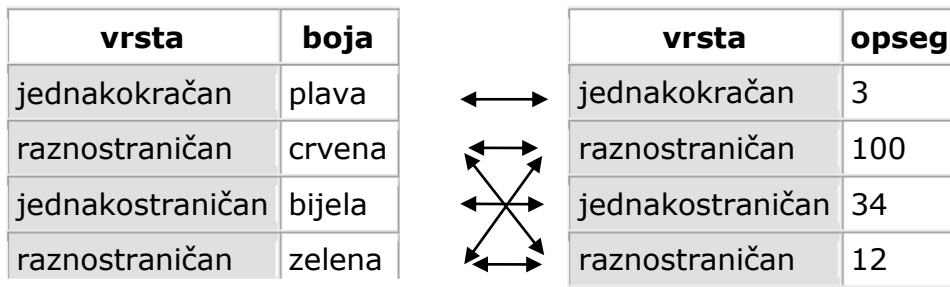 vrsta boja vrsta opseg
jednakokračan plava jednakokračan 3
raznostraničan crvena raznostraničan 100
jednakostraničan bijela jednakostraničan 34
raznostraničan zelena raznostraničan 12